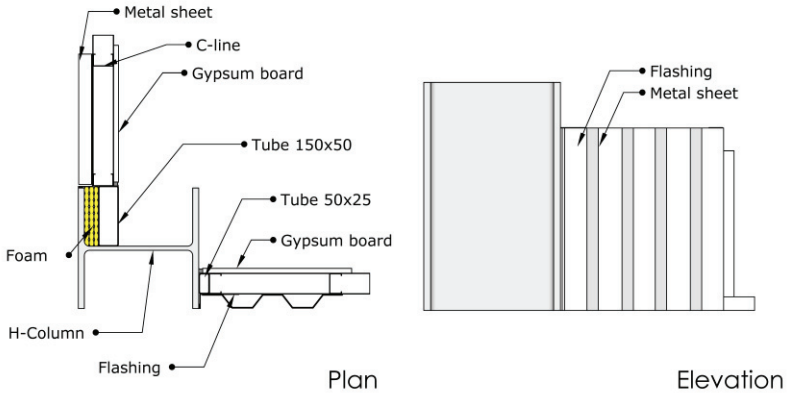 Metal sheet
C-line
Gypsum board
Tube 150x50
Tube 50x25
Gypsum board
Foam
H-Column
Flashing
Plan
Flashing
Metal sheet
Elevation